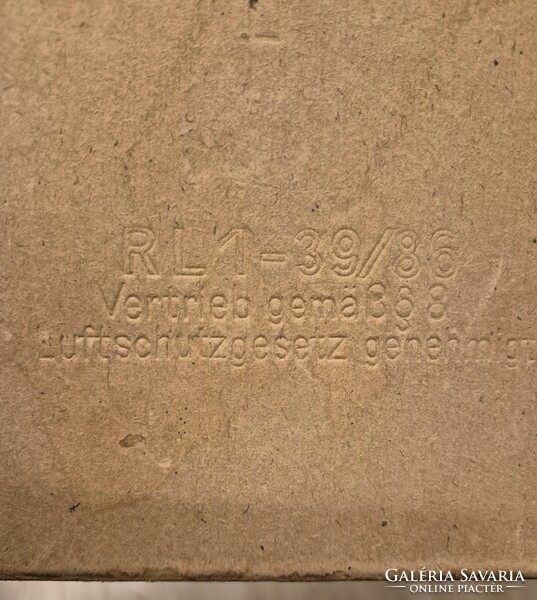 RL1-39/86
Vertrieb gemäß § 8
Luftschutzgesetz genehmigt
GALÉRIA SAVARIA
ONLINE PIACTÉR